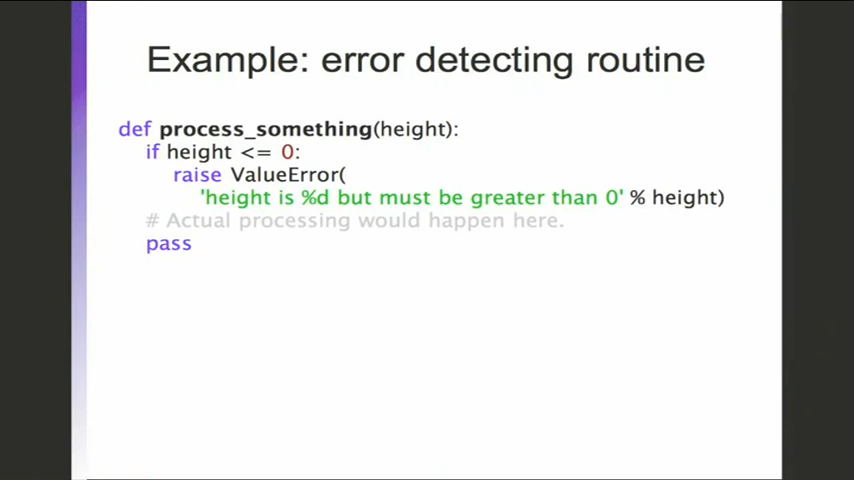 Example: error detecting routine
def process_something(height):
if height <= 0:
raise ValueError(
'height is %d but must be greater than 0' % height)
# Actual processing would happen here.
pass